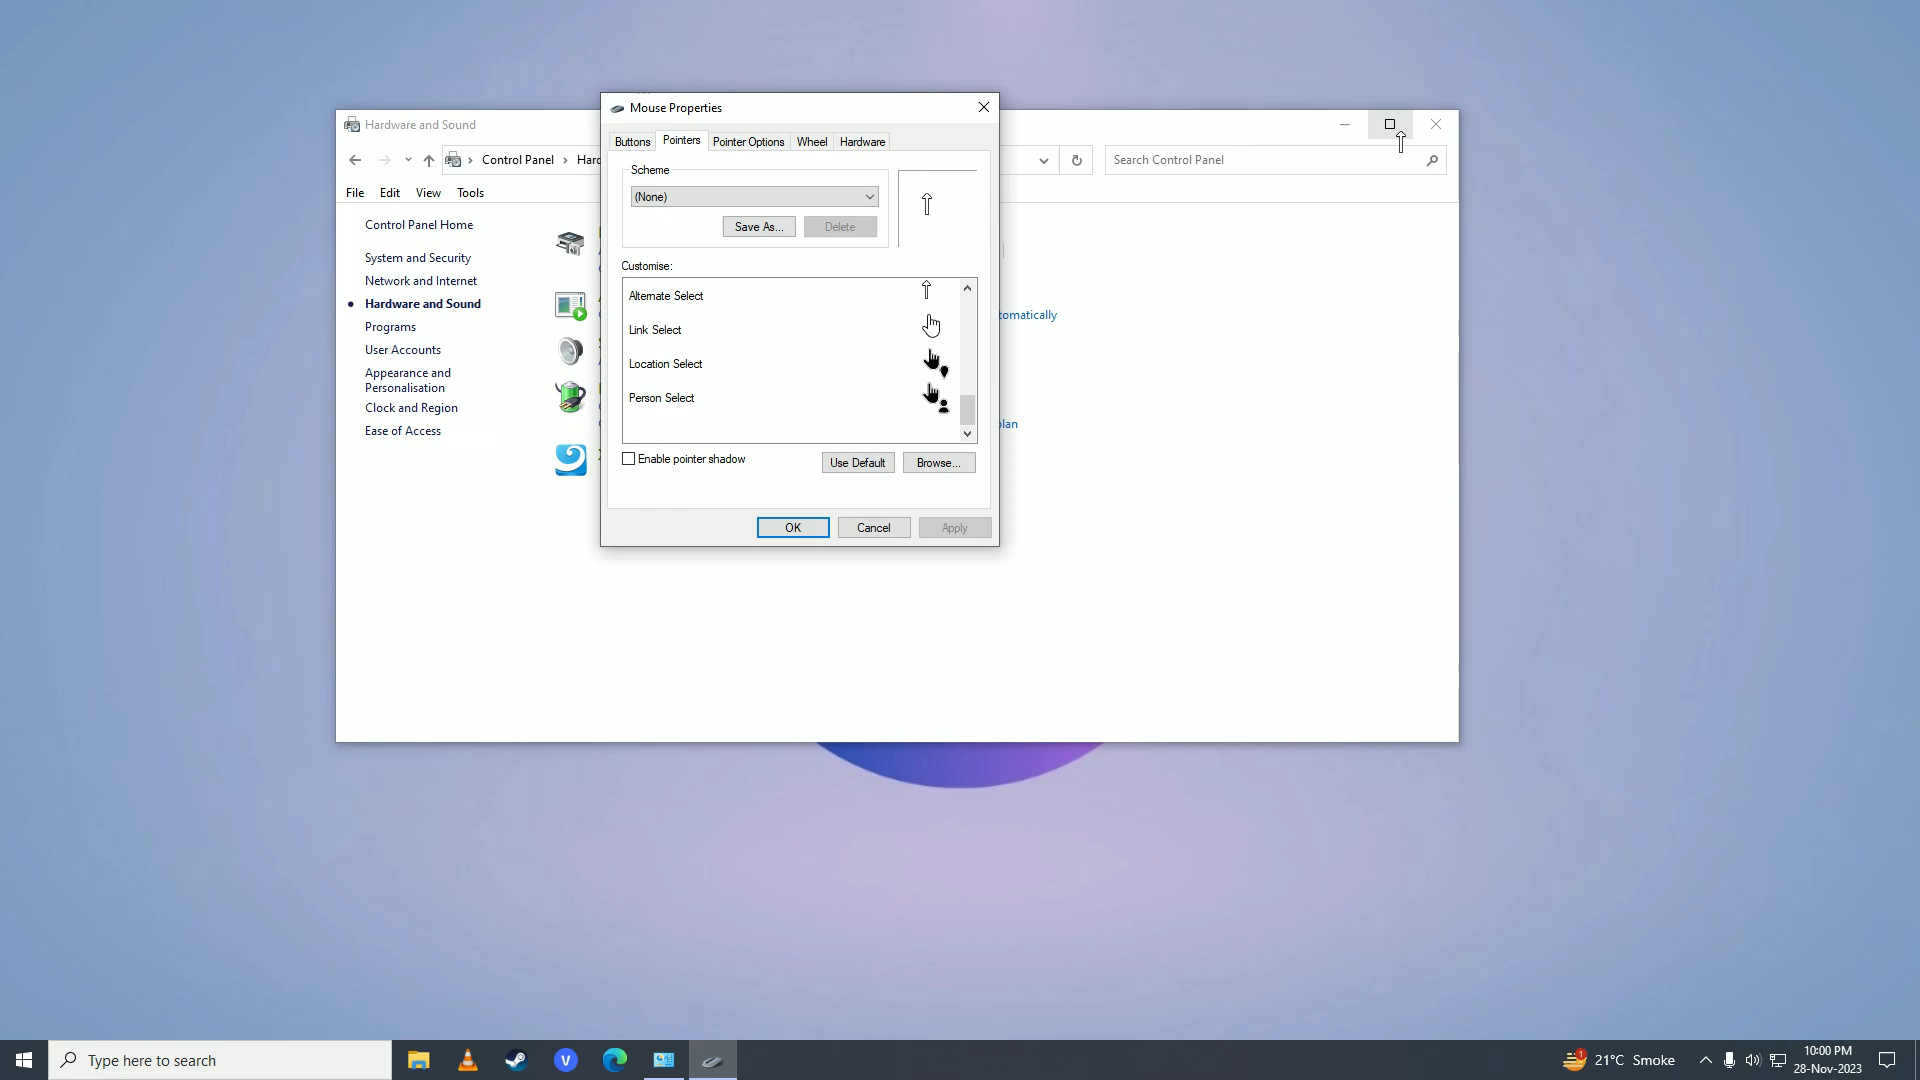 Mouse Properties
Hardware and Sound
Buttons Pointers Pointer Options Wheel Hardware
Control Panel
Search Control Panel
Scheme
(None)
File Edit View Tools
Save As... Delete
Control Panel Home
System and Security
Network and Internet
Hardware and Sound
Programs
User Accounts
Appearance and
Personalisation
Clock and Region
Ease of Access
Customise:
Alternate Select
Link Select
Location Select
Person Select
Enable pointer shadow
Use Default Browse...
OK Cancel Apply
Type here to search
V
1
21°C Smoke
10:00 PM
28-Nov-2023